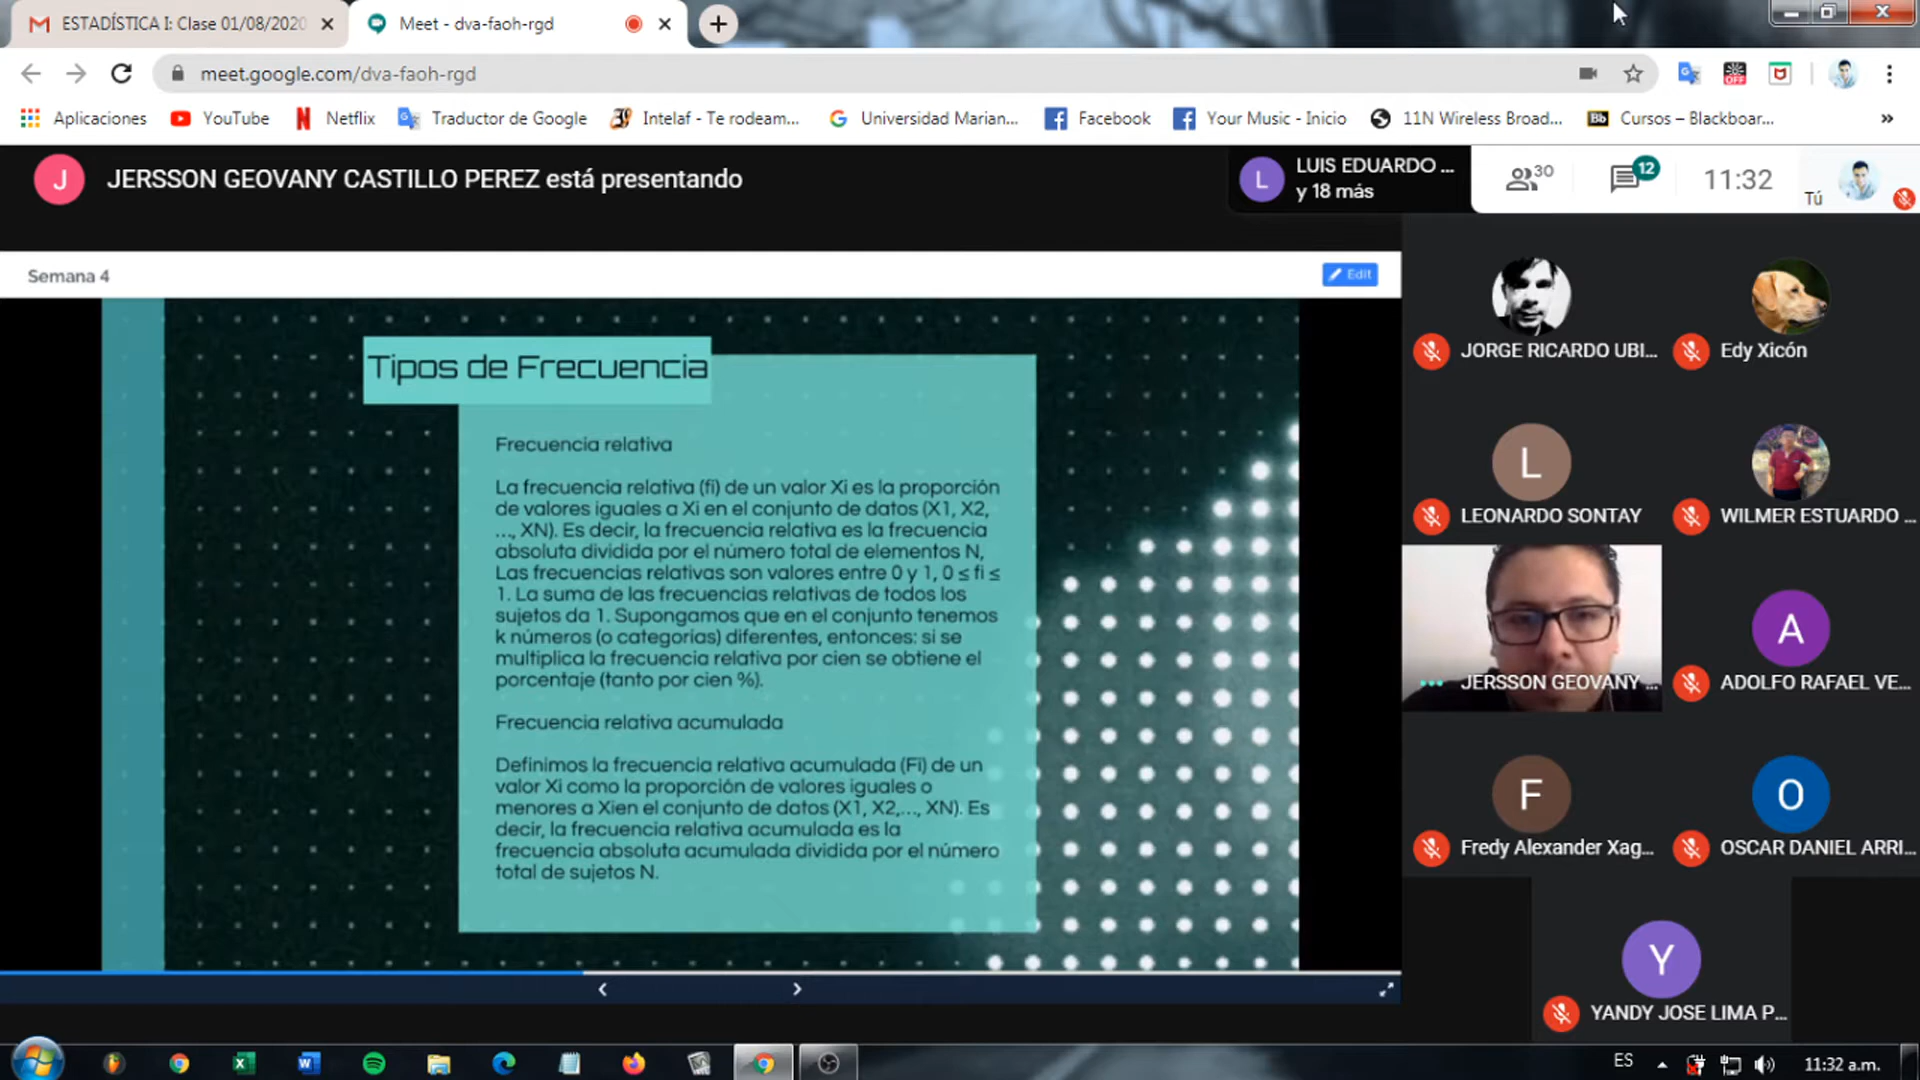 ESTADÍSTICA I: Clase 01/08/2020
Meet - dva-faoh-rgd
meet.google.com/dva-faoh-rgd
Aplicaciones
YouTube
Netflix
Traductor de Google
Intelaf - Te rodeam...
Universidad Marian...
Facebook
Your Music - Inicio
11N Wireless Broad...
Bb
Cursos – Blackboar...
»
OFF
J
JERSSON GEOVANY CASTILLO PEREZ está presentando
L
LUIS EDUARDO ...
y 18 más
30
12
11:32
Tú
Semana 4
Edit
Tipos de Frecuencia
Frecuencia relativa
La frecuencia relativa (fi) de un valor Xi es la proporción
de valores iguales a Xi en el conjunto de datos (X1, X2,
..., XN). Es decir, la frecuencia relativa es la frecuencia
absoluta dividida por el número total de elementos N,
Las frecuencias relativas son valores entre 0 y 1, 0 ≤ fi ≤
1. La suma de las frecuencias relativas de todos los
sujetos da 1. Supongamos que en el conjunto tenemos
k números (o categorías) diferentes, entonces: si se
multiplica la frecuencia relativa por cien se obtiene el
porcentaje (tanto por cien %).
Frecuencia relativa acumulada
Definimos la frecuencia relativa acumulada (Fi) de un
valor Xi como la proporción de valores iguales o
menores a Xien el conjunto de datos (X1, X2,..., XN). Es
decir, la frecuencia relativa acumulada es la
frecuencia absoluta acumulada dividida por el número
total de sujetos N.
JORGE RICARDO UBI...
Edy Xicón
L
LEONARDO SONTAY
WILMER ESTUARDO ...
JERSSON GEOVANY ...
A
ADOLFO RAFAEL VE...
F
Fredy Alexander Xag...
O
OSCAR DANIEL ARRI...
Y
YANDY JOSE LIMA P...
ES
11:32 a.m.